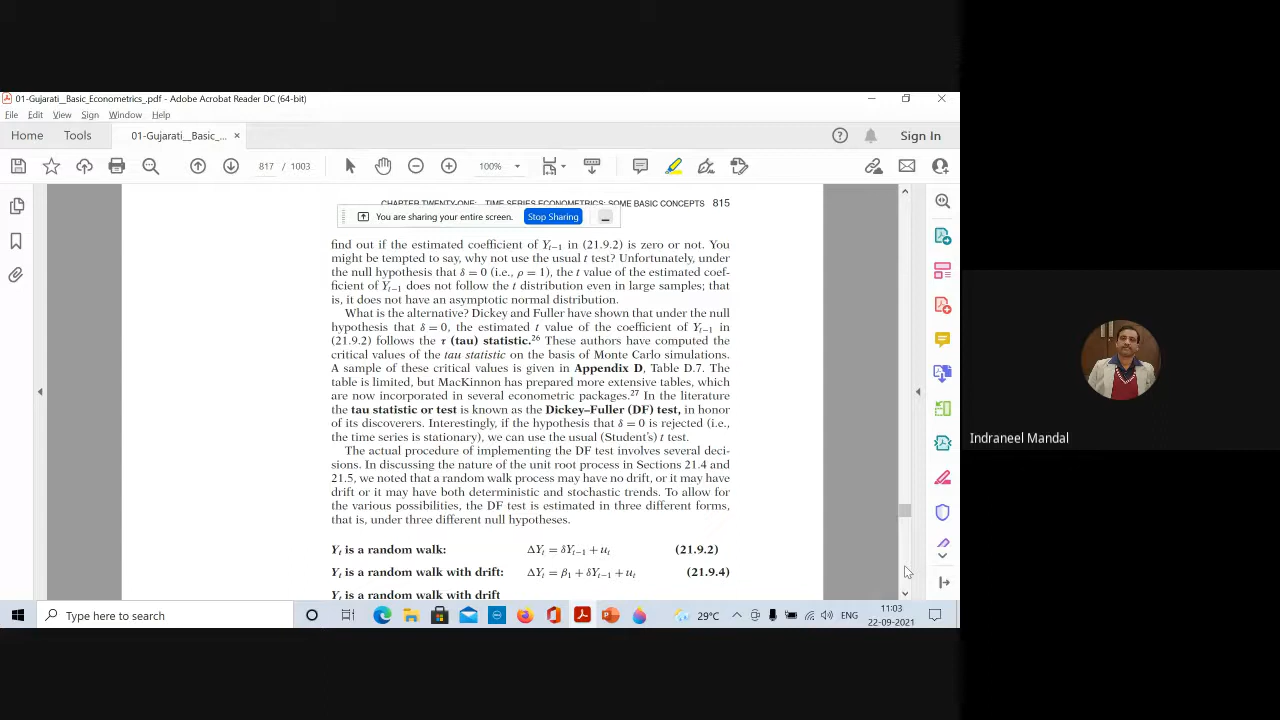 01-Gujarati__Basic_Econometrics_.pdf - Adobe Acrobat Reader DC (64-bit)
File Edit View Sign Window Help
Home Tools 01-Gujarati__Basic_... × Sign In
817 / 1003 100%
CHAPTER TWENTY-ONE: TIME SERIES ECONOMETRICS: SOME BASIC CONCEPTS 815
You are sharing your entire screen. Stop Sharing
find out if the estimated coefficient of Yt−1 in (21.9.2) is zero or not. You
might be tempted to say, why not use the usual t test? Unfortunately, under
the null hypothesis that δ = 0 (i.e., ρ = 1), the t value of the estimated coef-
ficient of Yt−1 does not follow the t distribution even in large samples; that
is, it does not have an asymptotic normal distribution.
What is the alternative? Dickey and Fuller have shown that under the null
hypothesis that δ = 0, the estimated t value of the coefficient of Yt−1 in
(21.9.2) follows the τ (tau) statistic.26 These authors have computed the
critical values of the tau statistic on the basis of Monte Carlo simulations.
A sample of these critical values is given in Appendix D, Table D.7. The
table is limited, but MacKinnon has prepared more extensive tables, which
are now incorporated in several econometric packages.27 In the literature
the tau statistic or test is known as the Dickey–Fuller (DF) test, in honor
of its discoverers. Interestingly, if the hypothesis that δ = 0 is rejected (i.e.,
the time series is stationary), we can use the usual (Student's) t test.
The actual procedure of implementing the DF test involves several deci-
sions. In discussing the nature of the unit root process in Sections 21.4 and
21.5, we noted that a random walk process may have no drift, or it may have
drift or it may have both deterministic and stochastic trends. To allow for
the various possibilities, the DF test is estimated in three different forms,
that is, under three different null hypotheses.
Yt is a random walk: ΔYt = δYt−1 + ut (21.9.2)
Yt is a random walk with drift: ΔYt = β1 + δYt−1 + ut (21.9.4)
Yt is a random walk with drift
Indraneel Mandal
Type here to search 29°C ENG 11:03
22-09-2021